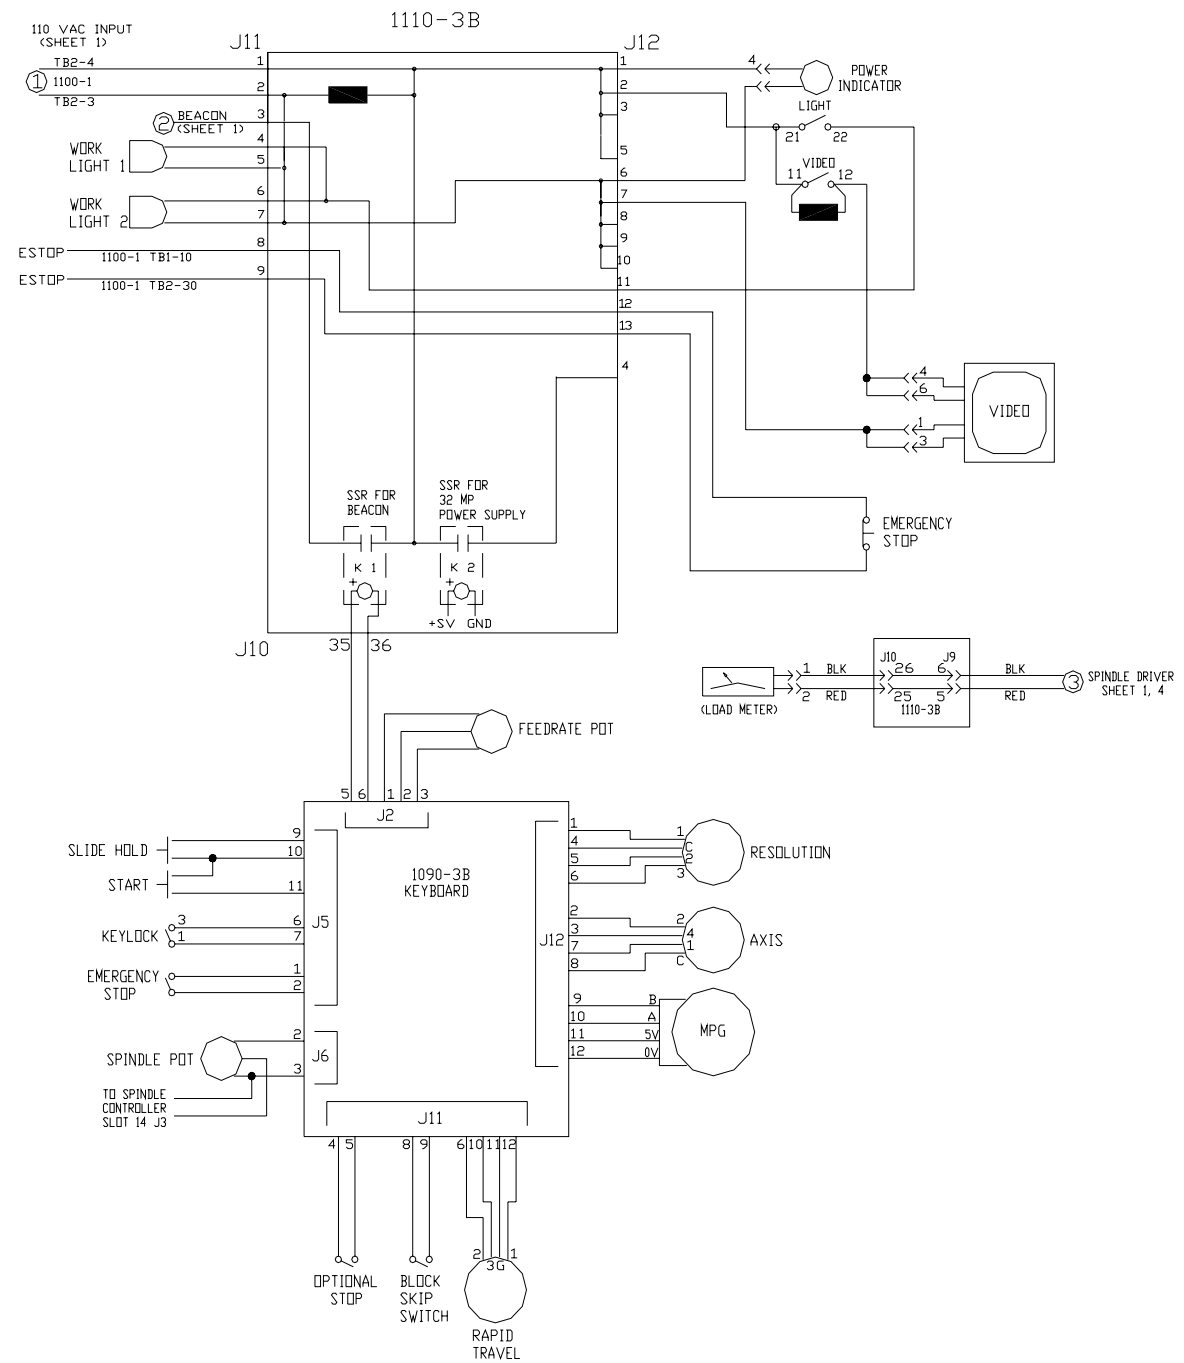 1110-3B
110 VAC INPUT
(SHEET 1)
J11
J12
TB2-4
1
1
4
POWER
INDICATOR
1
1100-1
2
2
TB2-3
3
LIGHT
2
BEACON
(SHEET 1)
3
21
22
WORK
LIGHT 1
4
5
5
VIDEO
6
11
12
WORK
LIGHT 2
6
7
7
8
ESTOP
1100-1 TB1-10
8
9
10
ESTOP
1100-1 TB2-30
9
11
12
13
4
4
6
VIDEO
1
3
SSR FOR
BEACON
SSR FOR
32 MP
POWER SUPPLY
EMERGENCY
STOP
K 1
K 2
+
+
+5V GND
J10
35
36
J10
J9
1
BLK
26
6
BLK
2
RED
25
5
RED
3
SPINDLE DRIVER
SHEET 1, 4
(LOAD METER)
1110-3B
FEEDRATE POT
5
6
1
2
3
J2
SLIDE HOLD
9
10
START
11
KEYLOCK
3
1
6
7
J5
EMERGENCY
STOP
1
2
1090-3B
KEYBOARD
J12
1
4
5
6
1
C
2
3
RESOLUTION
2
3
7
8
2
4
1
C
AXIS
9
10
11
12
B
A
5V
0V
MPG
SPINDLE POT
2
3
J6
TO SPINDLE
CONTROLLER
SLOT 14 J3
J11
4
5
8
9
6
10
11
12
2
3
G
1
OPTIONAL
STOP
BLOCK
SKIP
SWITCH
RAPID
TRAVEL